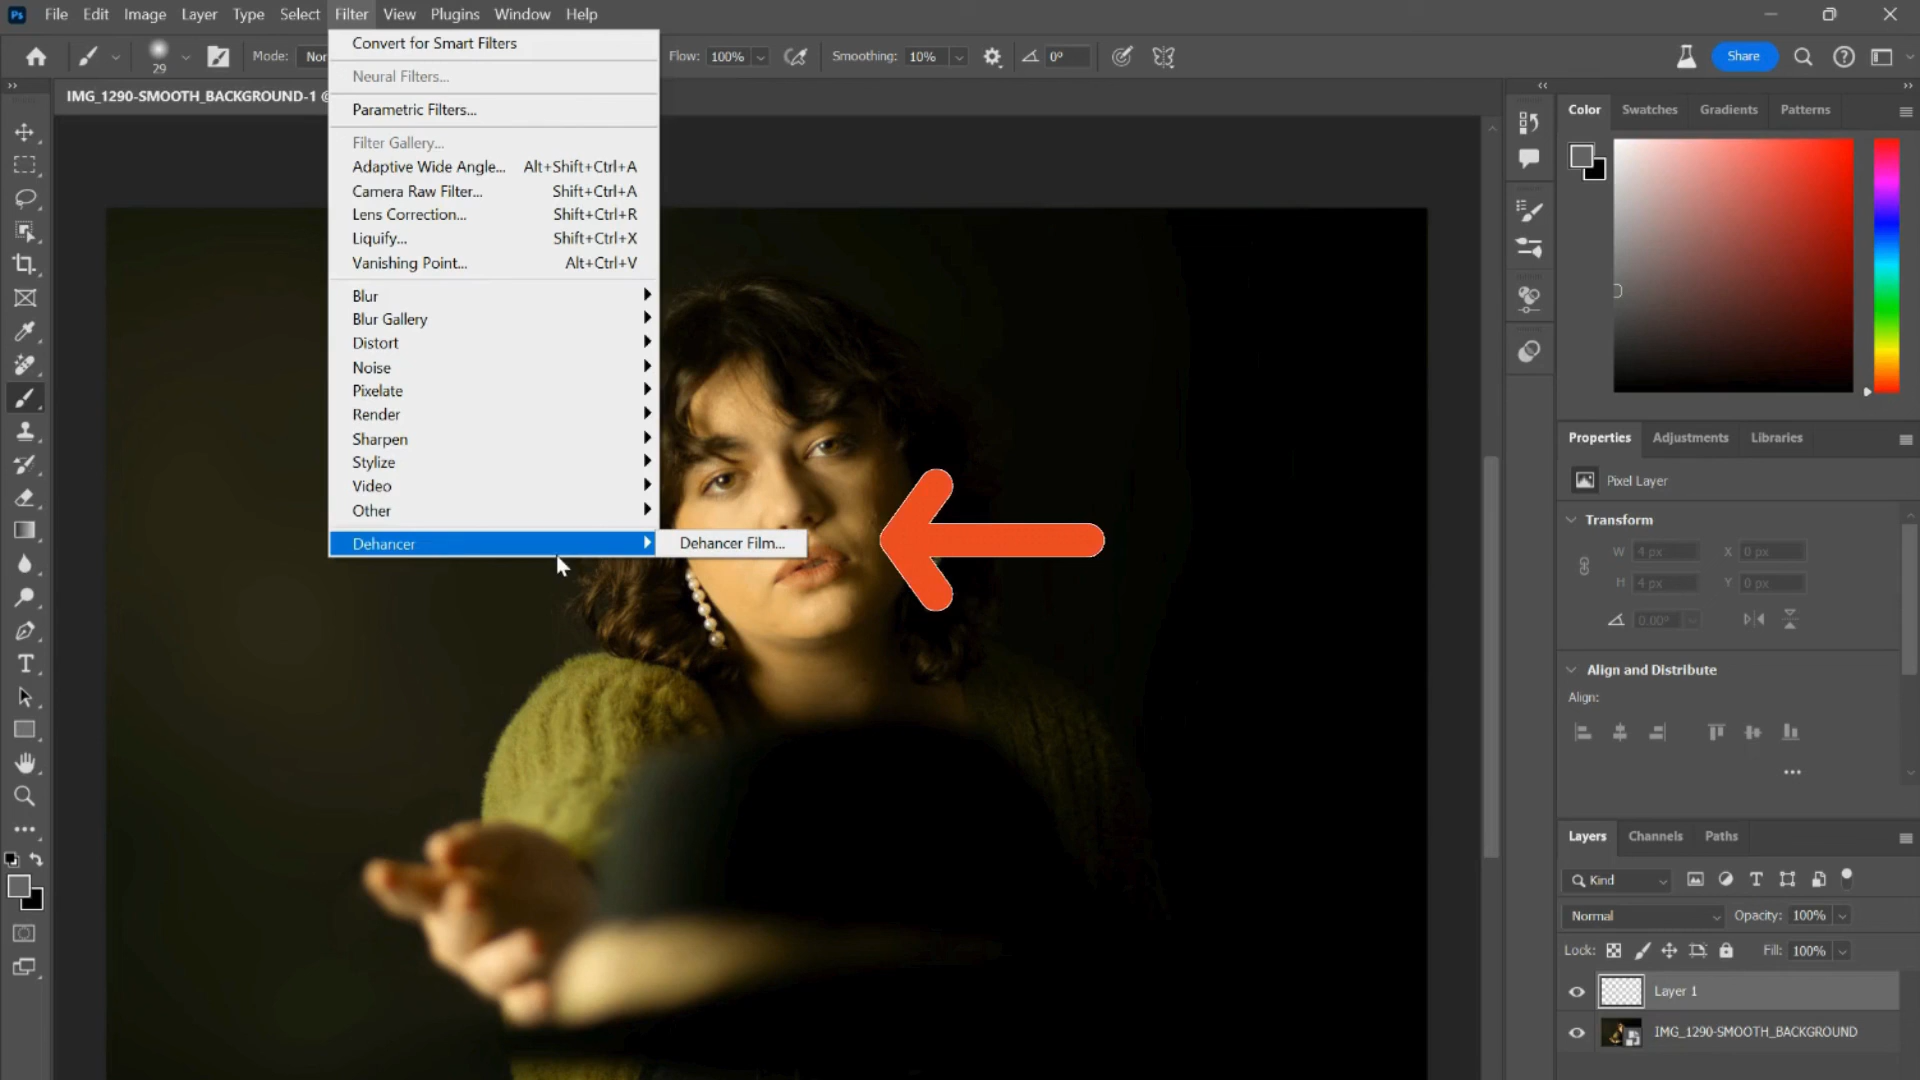 Ps File Edit Image Layer Type Select Filter View Plugins Window Help
29 Mode: Nor Flow: 100% Smoothing: 10% 0° Share
IMG_1290-SMOOTH_BACKGROUND-1 @
Convert for Smart Filters
Neural Filters...
Parametric Filters...
Filter Gallery...
Adaptive Wide Angle... Alt+Shift+Ctrl+A
Camera Raw Filter... Shift+Ctrl+A
Lens Correction... Shift+Ctrl+R
Liquify... Shift+Ctrl+X
Vanishing Point... Alt+Ctrl+V
Blur
Blur Gallery
Distort
Noise
Pixelate
Render
Sharpen
Stylize
Video
Other
Dehancer Dehancer Film...
Color Swatches Gradients Patterns
Properties Adjustments Libraries
Pixel Layer
Transform
W 4 px X 0 px
H 4 px Y 0 px
0.00°
Align and Distribute
Align:
Layers Channels Paths
Kind
Normal Opacity: 100%
Lock: Fill: 100%
Layer 1
IMG_1290-SMOOTH_BACKGROUND